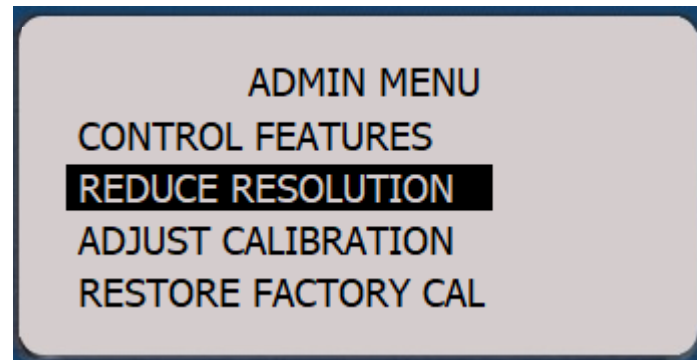 ADMIN MENU
CONTROL FEATURES
REDUCE RESOLUTION
ADJUST CALIBRATION
RESTORE FACTORY CAL